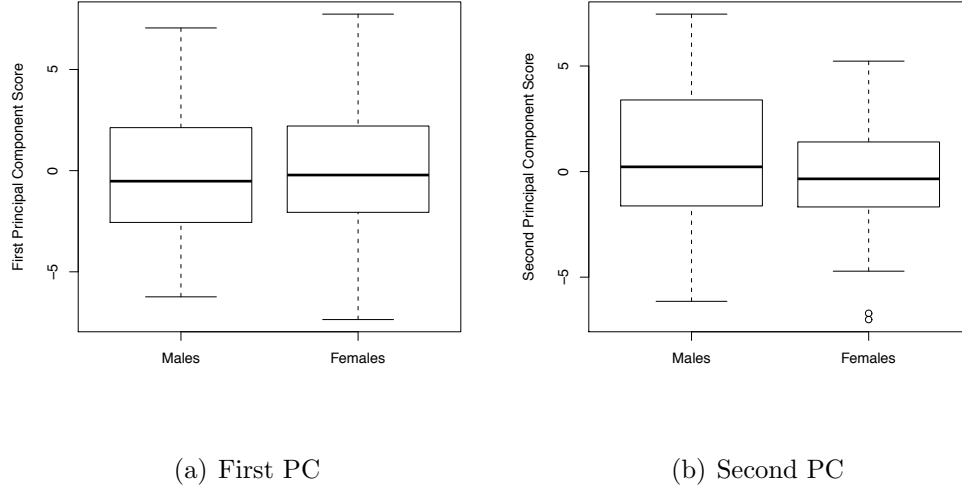 First Principal Component Score
5
0
−5
Males Females
(a) First PC
Second Principal Component Score
5
0
−5
Males Females
(b) Second PC